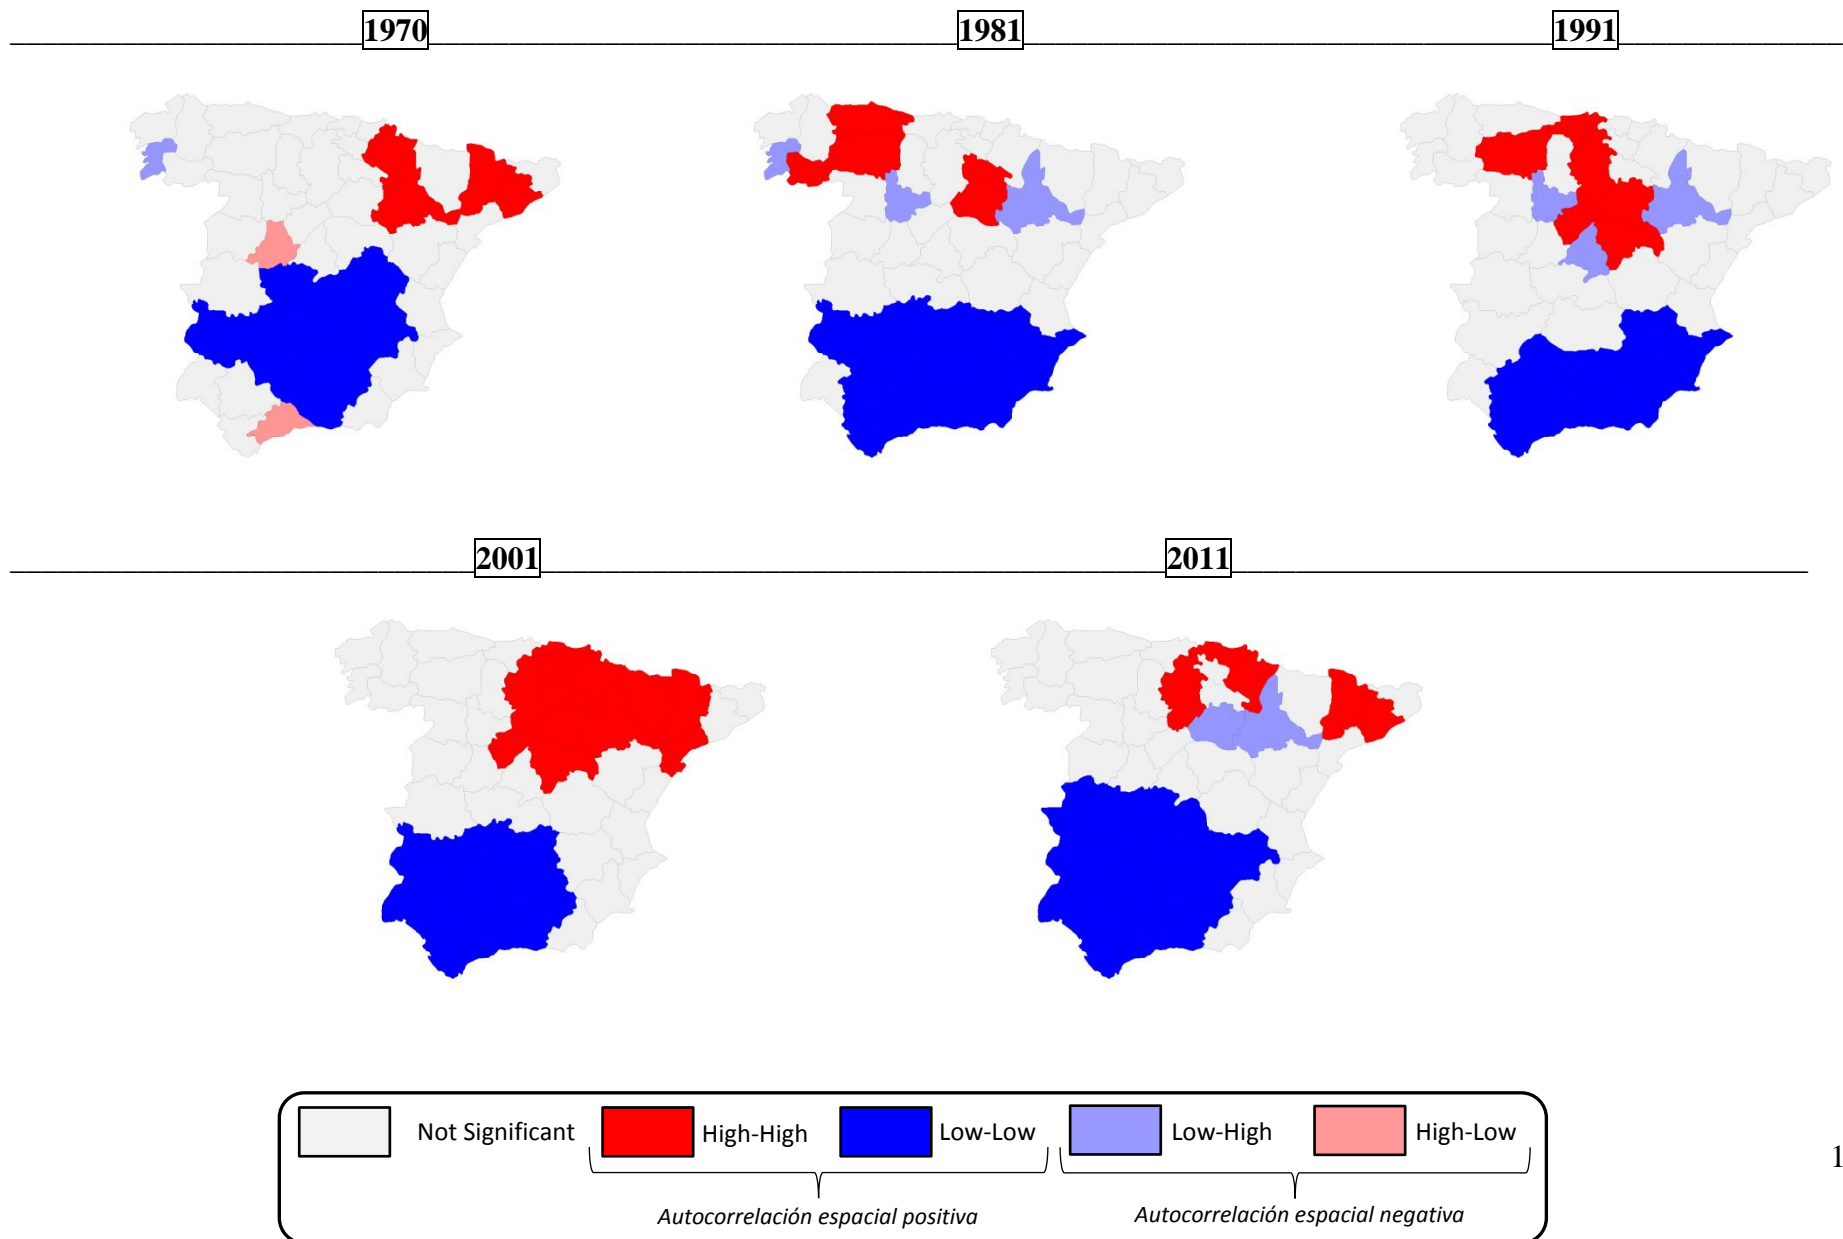 1970 1981 1991
2001 2011
Not Significant High-High Low-Low Low-High High-Low
1
Autocorrelación espacial positiva Autocorrelación espacial negativa